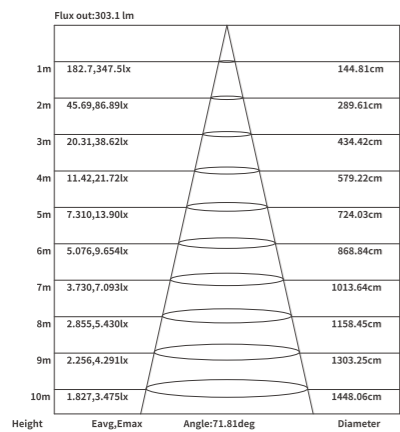 Flux out:303.1 lm
1m 182.7,347.5lx 144.81cm
2m 45.69,86.89lx 289.61cm
3m 20.31,38.62lx 434.42cm
4m 11.42,21.72lx 579.22cm
5m 7.310,13.90lx 724.03cm
6m 5.076,9.654lx 868.84cm
7m 3.730,7.093lx 1013.64cm
8m 2.855,5.430lx 1158.45cm
9m 2.256,4.291lx 1303.25cm
10m 1.827,3.475lx 1448.06cm
Height Eavg,Emax Angle:71.81deg Diameter